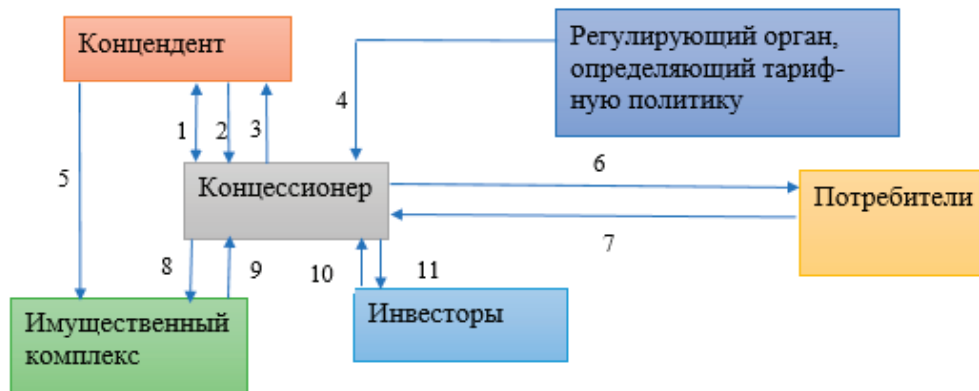 Концендент
Регулирующий орган,
определяющий тариф-
ную политику
1
2
3
4
5
Концессионер
6
Потребители
7
8
9
10
11
Имущественный
комплекс
Инвесторы